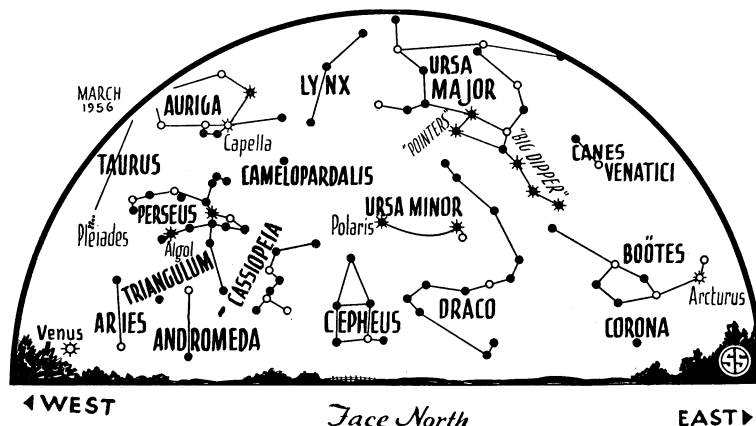 MARCH
1956
AURIGA
Capella
LYNX
URSA
MAJOR
"POINTERS"
"BIG DIPPER"
CANES
VENATICI
TAURUS
CAMELOPARDALIS
PERSEUS
Pleiades
Algol
Polaris
URSA MINOR
CASSIOPEIA
TRIANGULUM
BOÖTES
Arcturus
ARIES
ANDROMEDA
CEPHEUS
DRACO
CORONA
Venus
SS
WEST
Face North
EAST